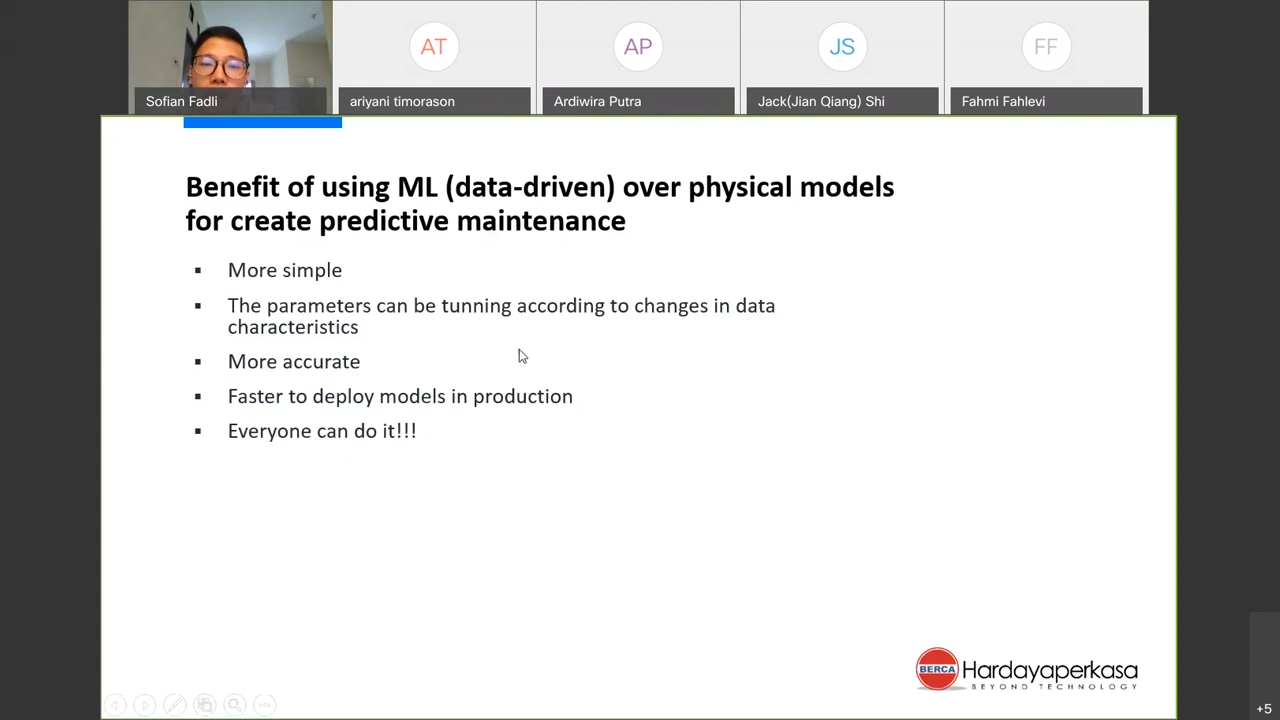 AT
AP
JS
FF
Sofian Fadli
ariyani timorason
Ardiwira Putra
Jack(Jian Qiang) Shi
Fahmi Fahlevi
Benefit of using ML (data-driven) over physical models
for create predictive maintenance
▪ More simple
▪ The parameters can be tunning according to changes in data
characteristics
▪ More accurate
▪ Faster to deploy models in production
▪ Everyone can do it!!!
BERCA Hardayaperkasa
BEYOND TECHNOLOGY
+5